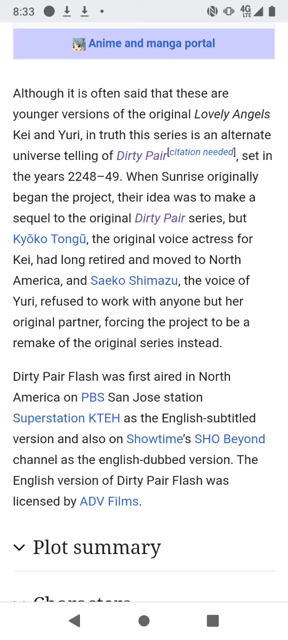 8:33
4G
LTE
Anime and manga portal
Although it is often said that these are
younger versions of the original Lovely Angels
Kei and Yuri, in truth this series is an alternate
universe telling of Dirty Pair[citation needed], set in
the years 2248–49. When Sunrise originally
began the project, their idea was to make a
sequel to the original Dirty Pair series, but
Kyōko Tongū, the original voice actress for
Kei, had long retired and moved to North
America, and Saeko Shimazu, the voice of
Yuri, refused to work with anyone but her
original partner, forcing the project to be a
remake of the original series instead.
Dirty Pair Flash was first aired in North
America on PBS San Jose station
Superstation KTEH as the English-subtitled
version and also on Showtime's SHO Beyond
channel as the english-dubbed version. The
English version of Dirty Pair Flash was
licensed by ADV Films.
Plot summary
Characters